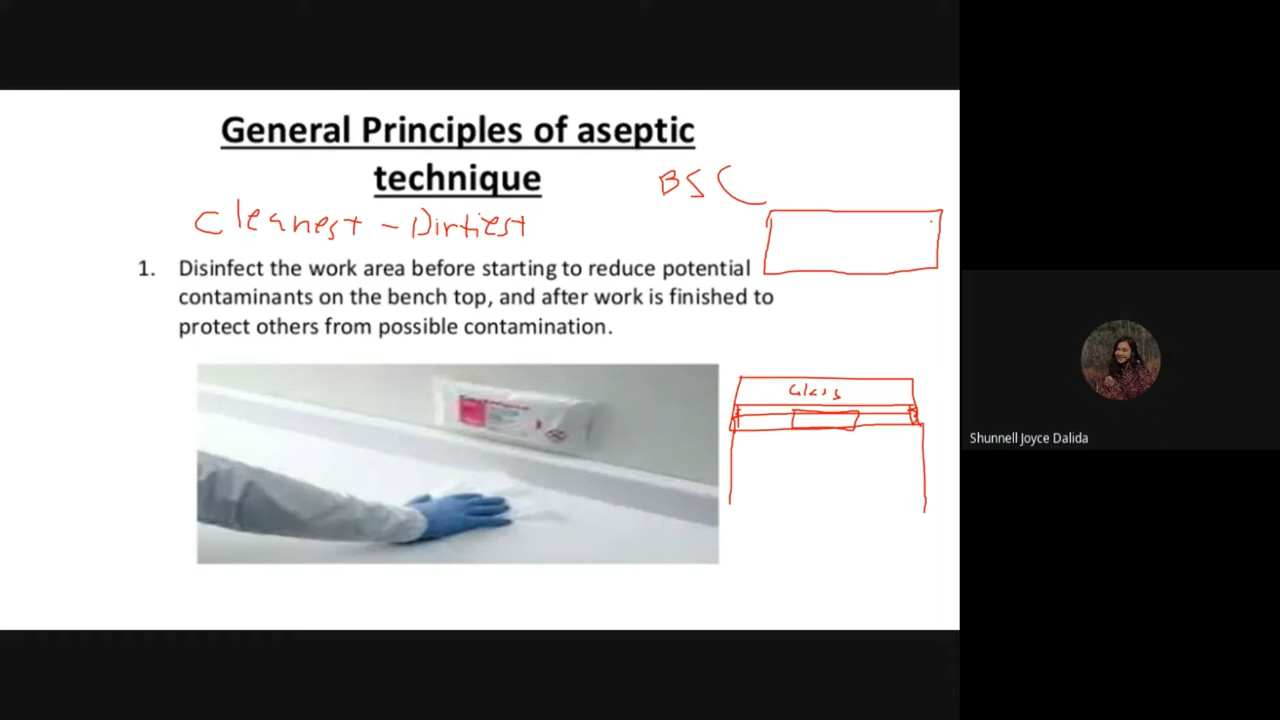 General Principles of aseptic
technique
BSC
Cleanest - Dirtiest
1. Disinfect the work area before starting to reduce potential
contaminants on the bench top, and after work is finished to
protect others from possible contamination.
Glass
Shunnell Joyce Dalida